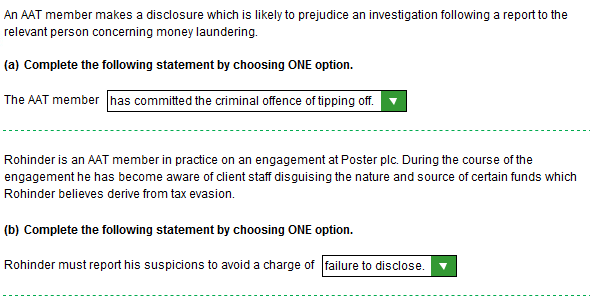 An AAT member makes a disclosure which is likely to prejudice an investigation following a report to the
relevant person concerning money laundering.
(a) Complete the following statement by choosing ONE option.
The AAT member has committed the criminal offence of tipping off.
Rohinder is an AAT member in practice on an engagement at Poster plc. During the course of the
engagement he has become aware of client staff disguising the nature and source of certain funds which
Rohinder believes derive from tax evasion.
(b) Complete the following statement by choosing ONE option.
Rohinder must report his suspicions to avoid a charge of failure to disclose.